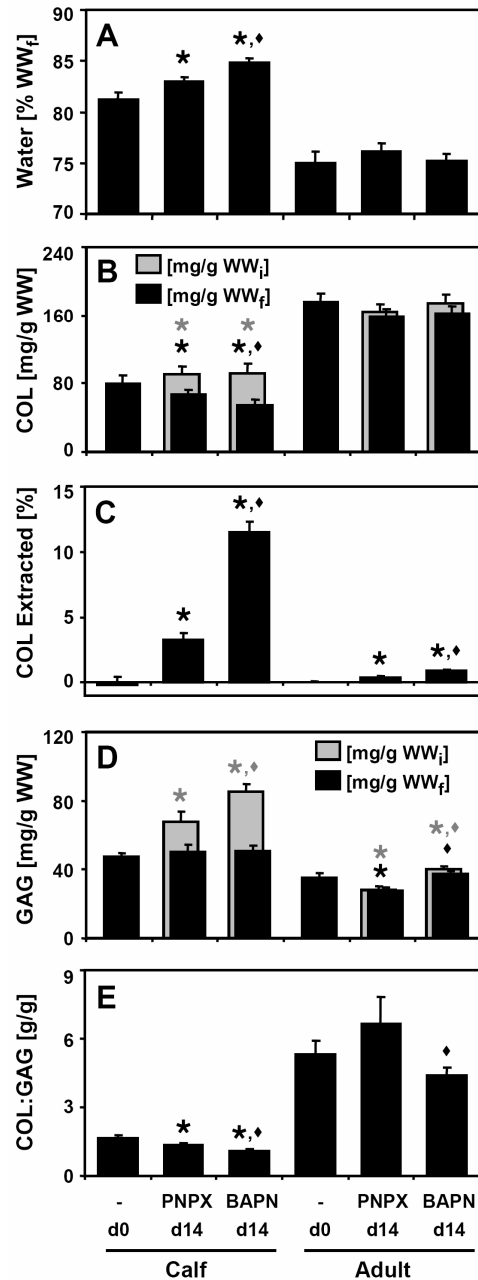 A
Water [% WWf]
90
85
80
75
70
*
*,♦
B
COL [mg/g WW]
240
160
80
0
[mg/g WWi]
[mg/g WWf]
*
*
*
*,♦
C
COL Extracted [%]
15
10
5
0
*
*,♦
*
*,♦
D
GAG [mg/g WW]
120
80
40
0
[mg/g WWi]
[mg/g WWf]
*
*,♦
*
*
*,♦
♦
E
COL:GAG [g/g]
9
6
3
0
*
*,♦
♦
- PNPX BAPN - PNPX BAPN
d0 d14 d14 d0 d14 d14
Calf Adult